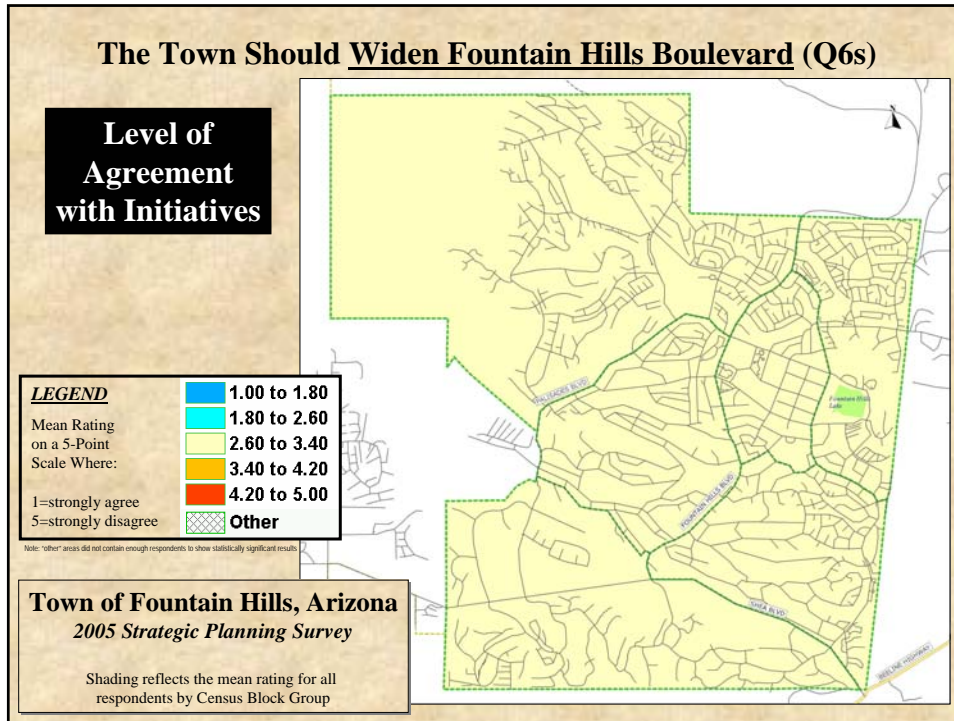 The Town Should Widen Fountain Hills Boulevard (Q6s)
Level of
Agreement
with Initiatives
LEGEND
Mean Rating
on a 5-Point
Scale Where:
1=strongly agree
5=strongly disagree
1.00 to 1.80
1.80 to 2.60
2.60 to 3.40
3.40 to 4.20
4.20 to 5.00
Other
Note: "other" areas did not contain enough respondents to show statistically significant results
PALISADES BLVD
Fountain Hills
Lake
FOUNTAIN HILLS BLVD
SHEA BLVD
BEELINE HIGHWAY
Town of Fountain Hills, Arizona
2005 Strategic Planning Survey
Shading reflects the mean rating for all
respondents by Census Block Group